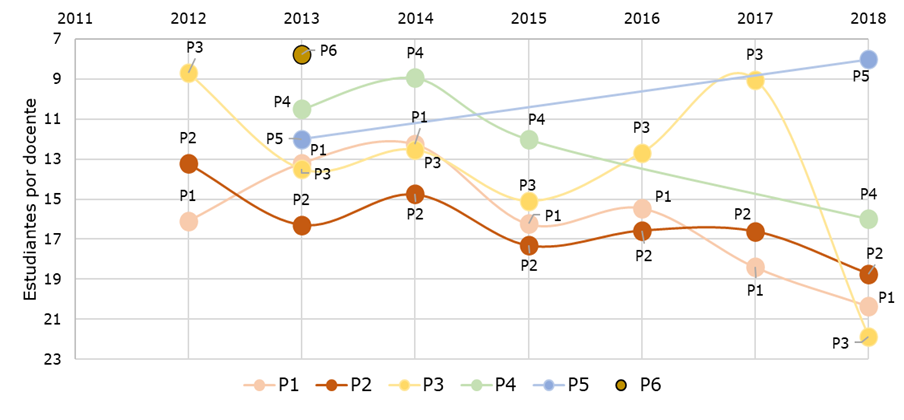 2011 2012 2013 2014 2015 2016 2017 2018
Estudiantes por docente
7
9
11
13
15
17
19
21
23
P3
P6
P4
P3
P4
P2
P5
P1
P1
P4
P3
P5
P3
P3
P3
P1
P2
P2
P1
P1
P2
P4
P2
P2
P2
P1
P1
P3
P1 P2 P3 P4 P5 P6